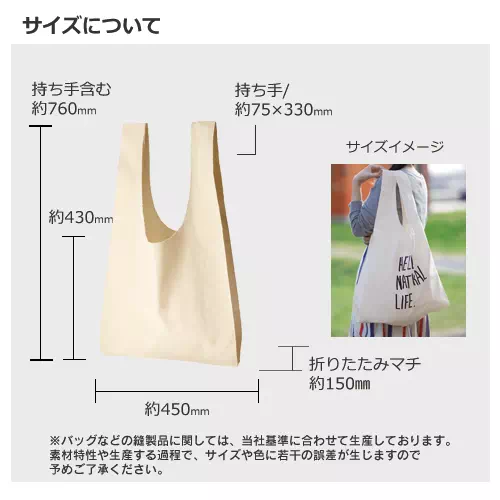 サイズについて
持ち手含む
約760mm
持ち手/
約75×330mm
サイズイメージ
約430mm
HELLO
NATURAL
LIFE.
折りたたみマチ
約150㎜
約450mm
※バッグなどの縫製品に関しては、当社基準に合わせて生産しております。
素材特性や生産する過程で、サイズや色に若干の誤差が生じますので
予めご了承ください。